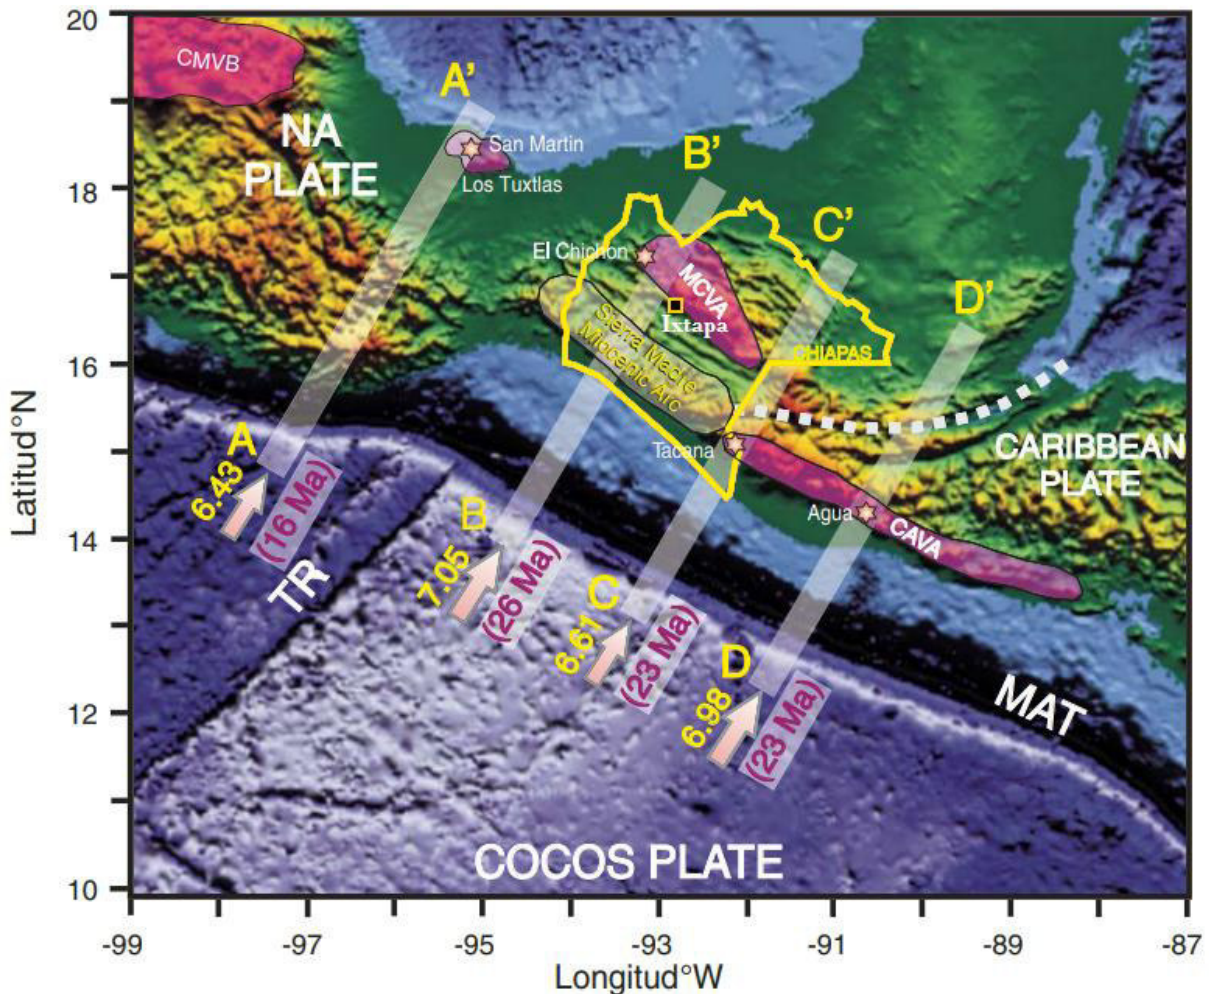 20
18
16
14
12
10
Latitud°N
-99
-97
-95
-93
-91
-89
-87
Longitud°W
CMVB
NA
PLATE
A'
San Martin
Los Tuxtlas
B'
C'
D'
El Chichon
MCVA
Ixtapa
Sierra Madre
Miocenic Arc
CHIAPAS
Tacana
CARIBBEAN
PLATE
Agua
CAVA
A
6.43
(16 Ma)
TR
B
7.05
(26 Ma)
C
6.61
(23 Ma)
D
6.98
(23 Ma)
MAT
COCOS PLATE